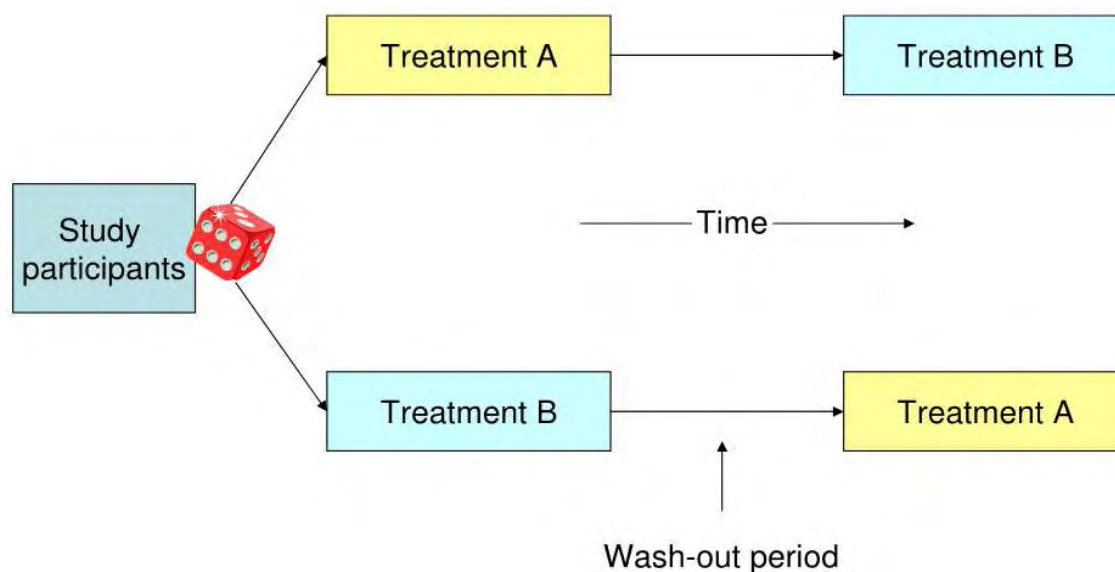 Treatment A
Treatment B
Study
participants
Time
Treatment B
Treatment A
Wash-out period